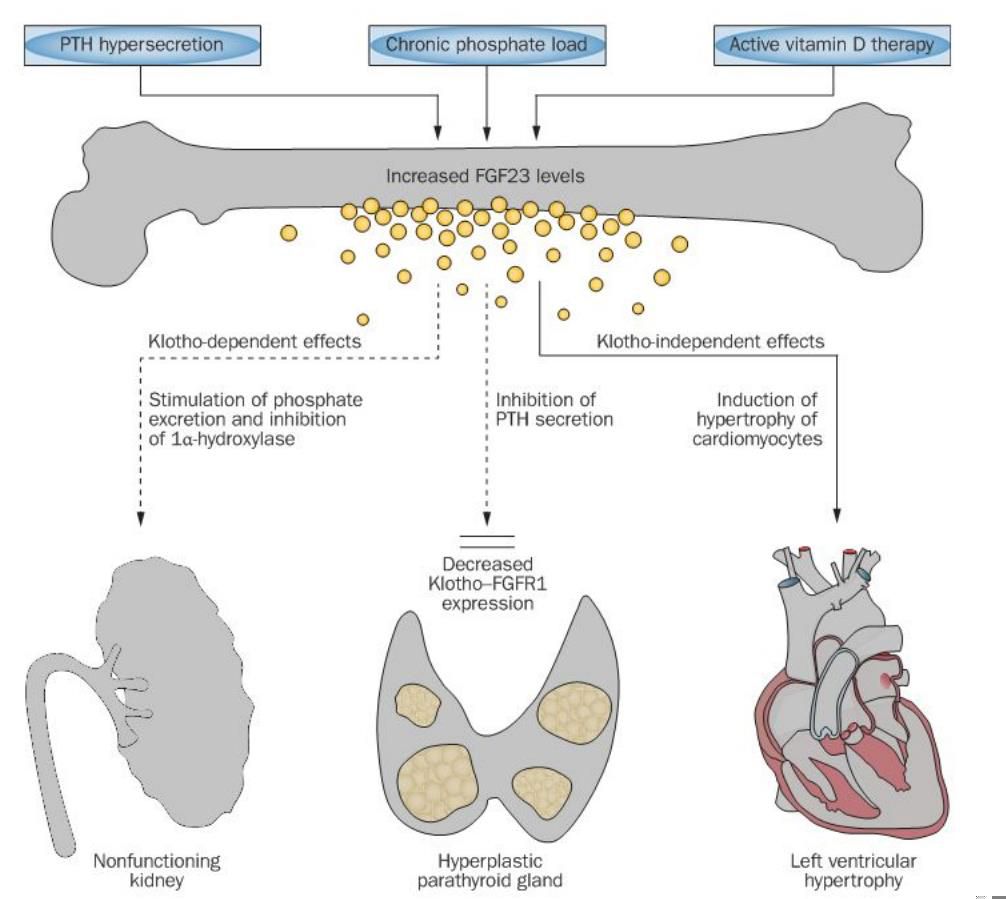 PTH hypersecretion
Chronic phosphate load
Active vitamin D therapy
Increased FGF23 levels
Klotho-dependent effects
Klotho-independent effects
Stimulation of phosphate
excretion and inhibition
of 1α-hydroxylase
Inhibition of
PTH secretion
Induction of
hypertrophy of
cardiomyocytes
Decreased
Klotho–FGFR1
expression
Nonfunctioning
kidney
Hyperplastic
parathyroid gland
Left ventricular
hypertrophy